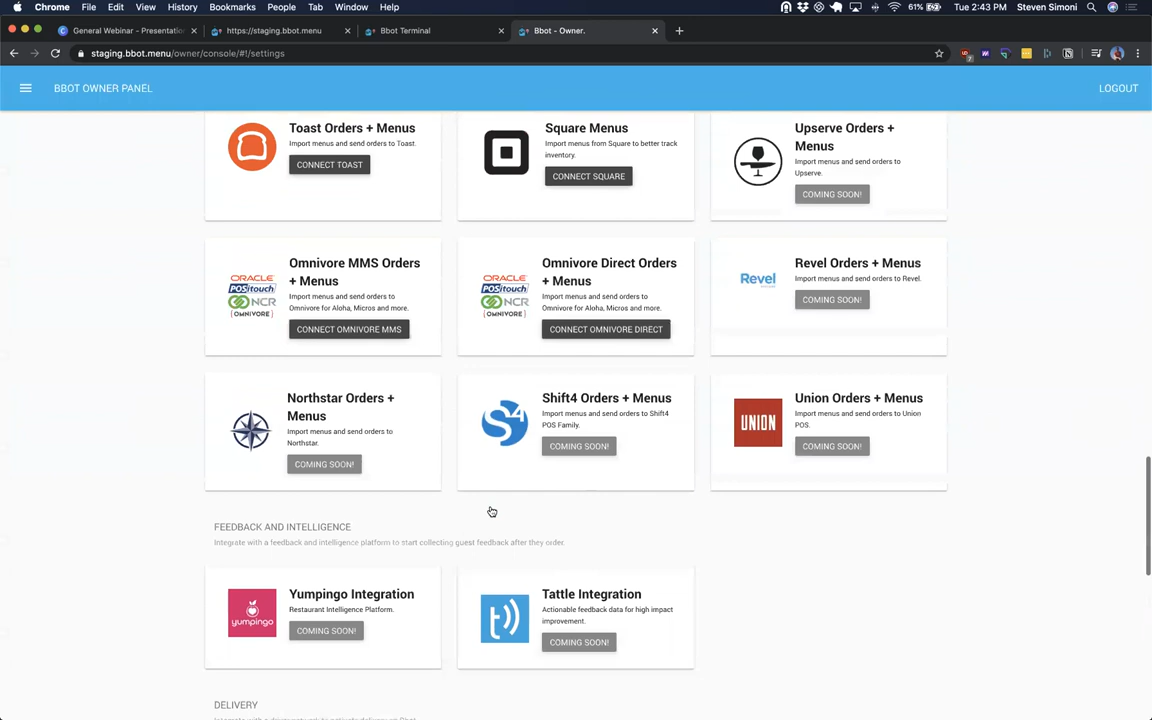 Chrome File Edit View History Bookmarks People Tab Window Help
61% Tue 2:43 PM Steven Simoni
General Webinar - Presentatio
https://staging.bbot.menu
Bbot Terminal
Bbot - Owner.
staging.bbot.menu/owner/console/#!/settings
BBOT OWNER PANEL
LOGOUT
Toast Orders + Menus
Import menus and send orders to Toast.
CONNECT TOAST
Square Menus
Import menus from Square to better track
inventory.
CONNECT SQUARE
Upserve Orders +
Menus
Import menus and send orders to
Upserve.
COMING SOON!
ORACLE
POSitouch
NCR
{OMNIVORE}
Omnivore MMS Orders
+ Menus
Import menus and send orders to
Omnivore for Aloha, Micros and more.
CONNECT OMNIVORE MMS
ORACLE
POSitouch
NCR
{OMNIVORE}
Omnivore Direct Orders
+ Menus
Import menus and send orders to
Omnivore for Aloha, Micros and more.
CONNECT OMNIVORE DIRECT
Revel
Revel Orders + Menus
Import menus and send orders to Revel.
COMING SOON!
Northstar Orders +
Menus
Import menus and send orders to
Northstar.
COMING SOON!
S4
Shift4 Orders + Menus
Import menus and send orders to Shift4
POS Family.
COMING SOON!
UNION
Union Orders + Menus
Import menus and send orders to Union
POS.
COMING SOON!
FEEDBACK AND INTELLIGENCE
Integrate with a feedback and intelligence platform to start collecting guest feedback after they order.
yumpingo
Yumpingo Integration
Restaurant Intelligence Platform.
COMING SOON!
t
Tattle Integration
Actionable feedback data for high impact
improvement.
COMING SOON!
DELIVERY